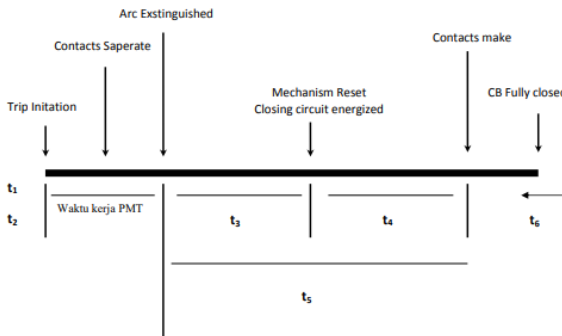 Arc Exstinguished
Contacts Saperate
Contacts make
Mechanism Reset
Closing circuit energized
CB Fully closed
Trip Initation
t₁
Waktu kerja PMT
t₂
t₃
t₄
t₆
t₅